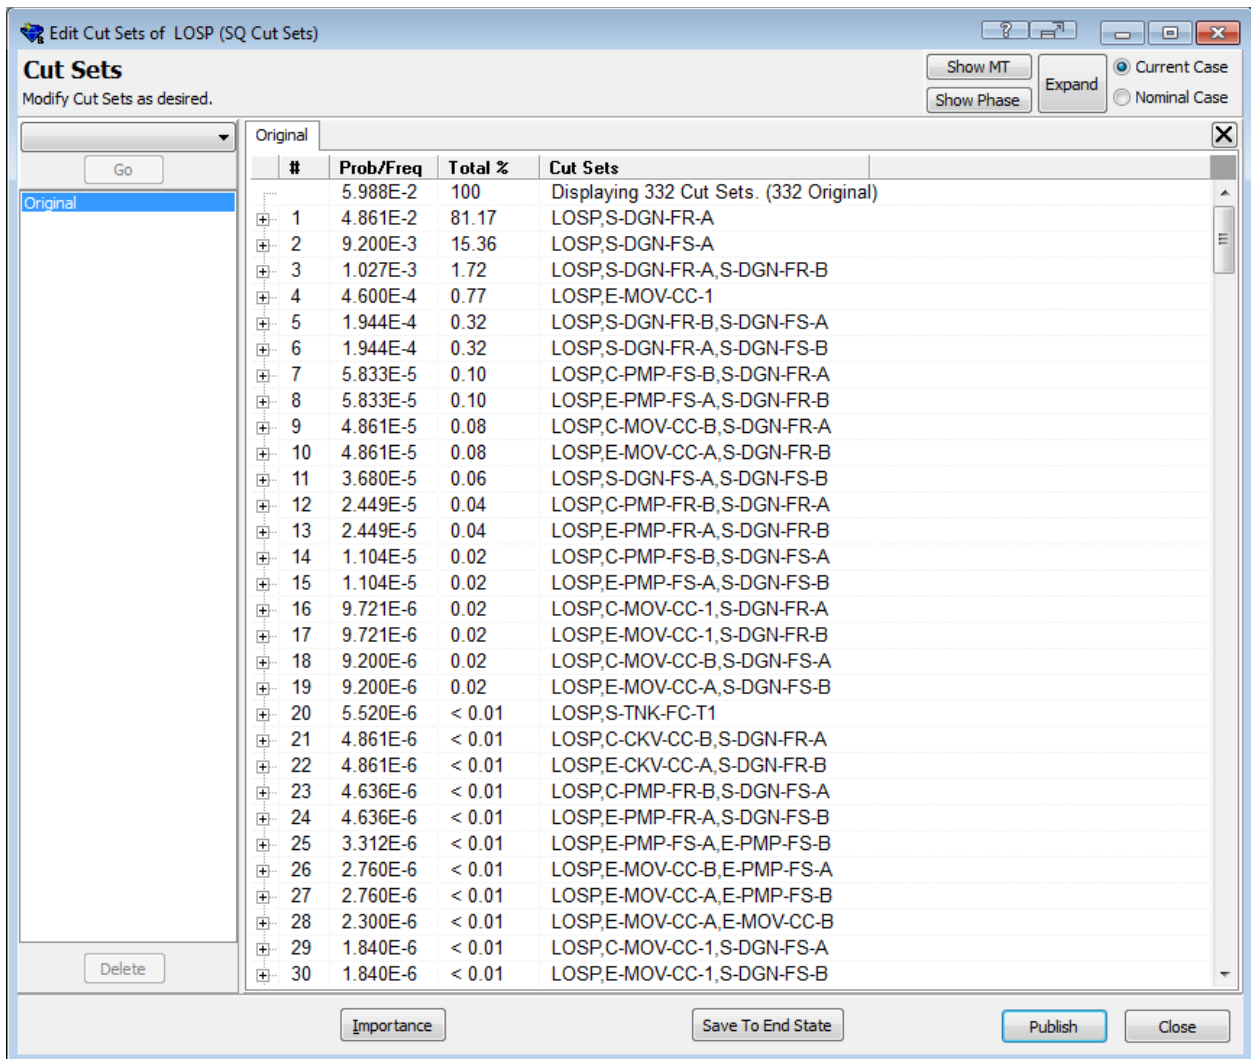 Edit Cut Sets of LOSP (SQ Cut Sets)
Cut Sets
Modify Cut Sets as desired.
Show MT
Show Phase
Expand
Current Case
Nominal Case
Go
Original
Delete
Original
# Prob/Freq Total % Cut Sets
5.988E-2 100 Displaying 332 Cut Sets. (332 Original)
1 4.861E-2 81.17 LOSP,S-DGN-FR-A
2 9.200E-3 15.36 LOSP,S-DGN-FS-A
3 1.027E-3 1.72 LOSP,S-DGN-FR-A,S-DGN-FR-B
4 4.600E-4 0.77 LOSP,E-MOV-CC-1
5 1.944E-4 0.32 LOSP,S-DGN-FR-B,S-DGN-FS-A
6 1.944E-4 0.32 LOSP,S-DGN-FR-A,S-DGN-FS-B
7 5.833E-5 0.10 LOSP,C-PMP-FS-B,S-DGN-FR-A
8 5.833E-5 0.10 LOSP,E-PMP-FS-A,S-DGN-FR-B
9 4.861E-5 0.08 LOSP,C-MOV-CC-B,S-DGN-FR-A
10 4.861E-5 0.08 LOSP,E-MOV-CC-A,S-DGN-FR-B
11 3.680E-5 0.06 LOSP,S-DGN-FS-A,S-DGN-FS-B
12 2.449E-5 0.04 LOSP,C-PMP-FR-B,S-DGN-FR-A
13 2.449E-5 0.04 LOSP,E-PMP-FR-A,S-DGN-FR-B
14 1.104E-5 0.02 LOSP,C-PMP-FS-B,S-DGN-FS-A
15 1.104E-5 0.02 LOSP,E-PMP-FS-A,S-DGN-FS-B
16 9.721E-6 0.02 LOSP,C-MOV-CC-1,S-DGN-FR-A
17 9.721E-6 0.02 LOSP,E-MOV-CC-1,S-DGN-FR-B
18 9.200E-6 0.02 LOSP,C-MOV-CC-B,S-DGN-FS-A
19 9.200E-6 0.02 LOSP,E-MOV-CC-A,S-DGN-FS-B
20 5.520E-6 < 0.01 LOSP,S-TNK-FC-T1
21 4.861E-6 < 0.01 LOSP,C-CKV-CC-B,S-DGN-FR-A
22 4.861E-6 < 0.01 LOSP,E-CKV-CC-A,S-DGN-FR-B
23 4.636E-6 < 0.01 LOSP,C-PMP-FR-B,S-DGN-FS-A
24 4.636E-6 < 0.01 LOSP,E-PMP-FR-A,S-DGN-FS-B
25 3.312E-6 < 0.01 LOSP,E-PMP-FS-A,E-PMP-FS-B
26 2.760E-6 < 0.01 LOSP,E-MOV-CC-B,E-PMP-FS-A
27 2.760E-6 < 0.01 LOSP,E-MOV-CC-A,E-PMP-FS-B
28 2.300E-6 < 0.01 LOSP,E-MOV-CC-A,E-MOV-CC-B
29 1.840E-6 < 0.01 LOSP,C-MOV-CC-1,S-DGN-FS-A
30 1.840E-6 < 0.01 LOSP,E-MOV-CC-1,S-DGN-FS-B
Importance
Save To End State
Publish
Close